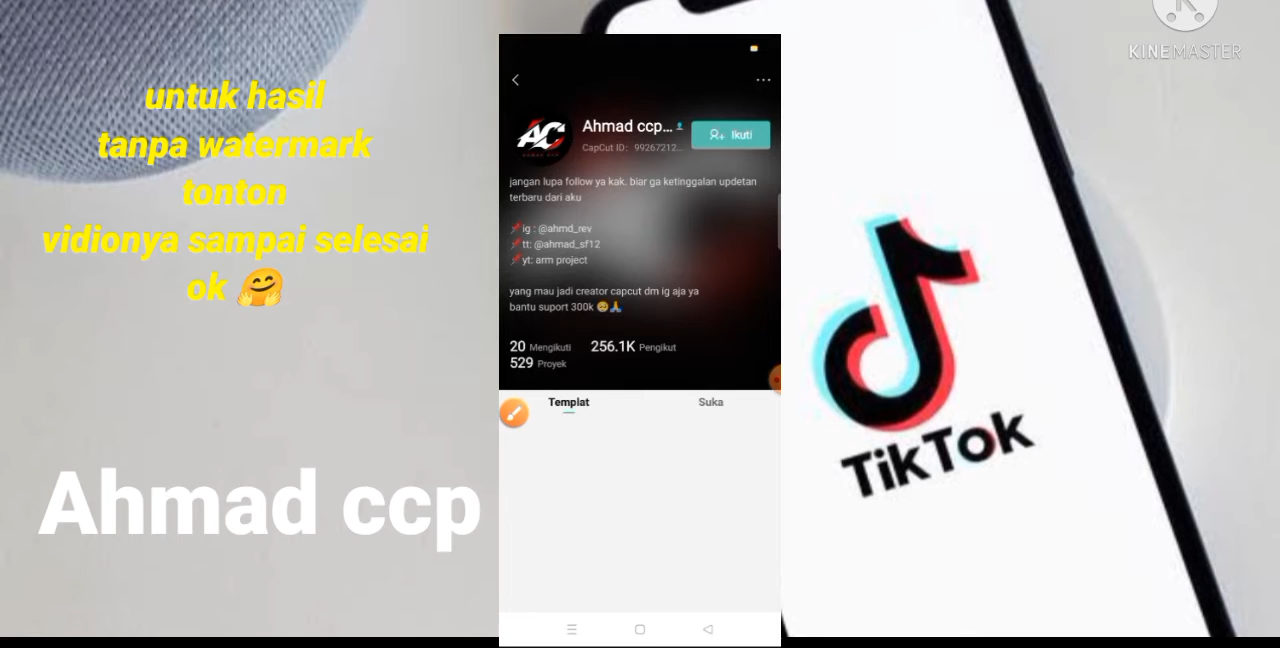 untuk hasil
tanpa watermark
tonton
vidionya sampai selesai
ok 🤗
Ahmad ccp
Ahmad ccp...
CapCut ID: 99267212...
Ikuti
jangan lupa follow ya kak. biar ga ketinggalan updetan
terbaru dari aku
📌ig : @ahmd_rev
📌tt: @ahmad_sf12
📌yt: arm project
yang mau jadi creator capcut dm ig aja ya
bantu suport 300k 🥺🙏
20 Mengikuti 256.1K Pengikut
529 Proyek
Templat Suka
KINEMASTER
TikTok